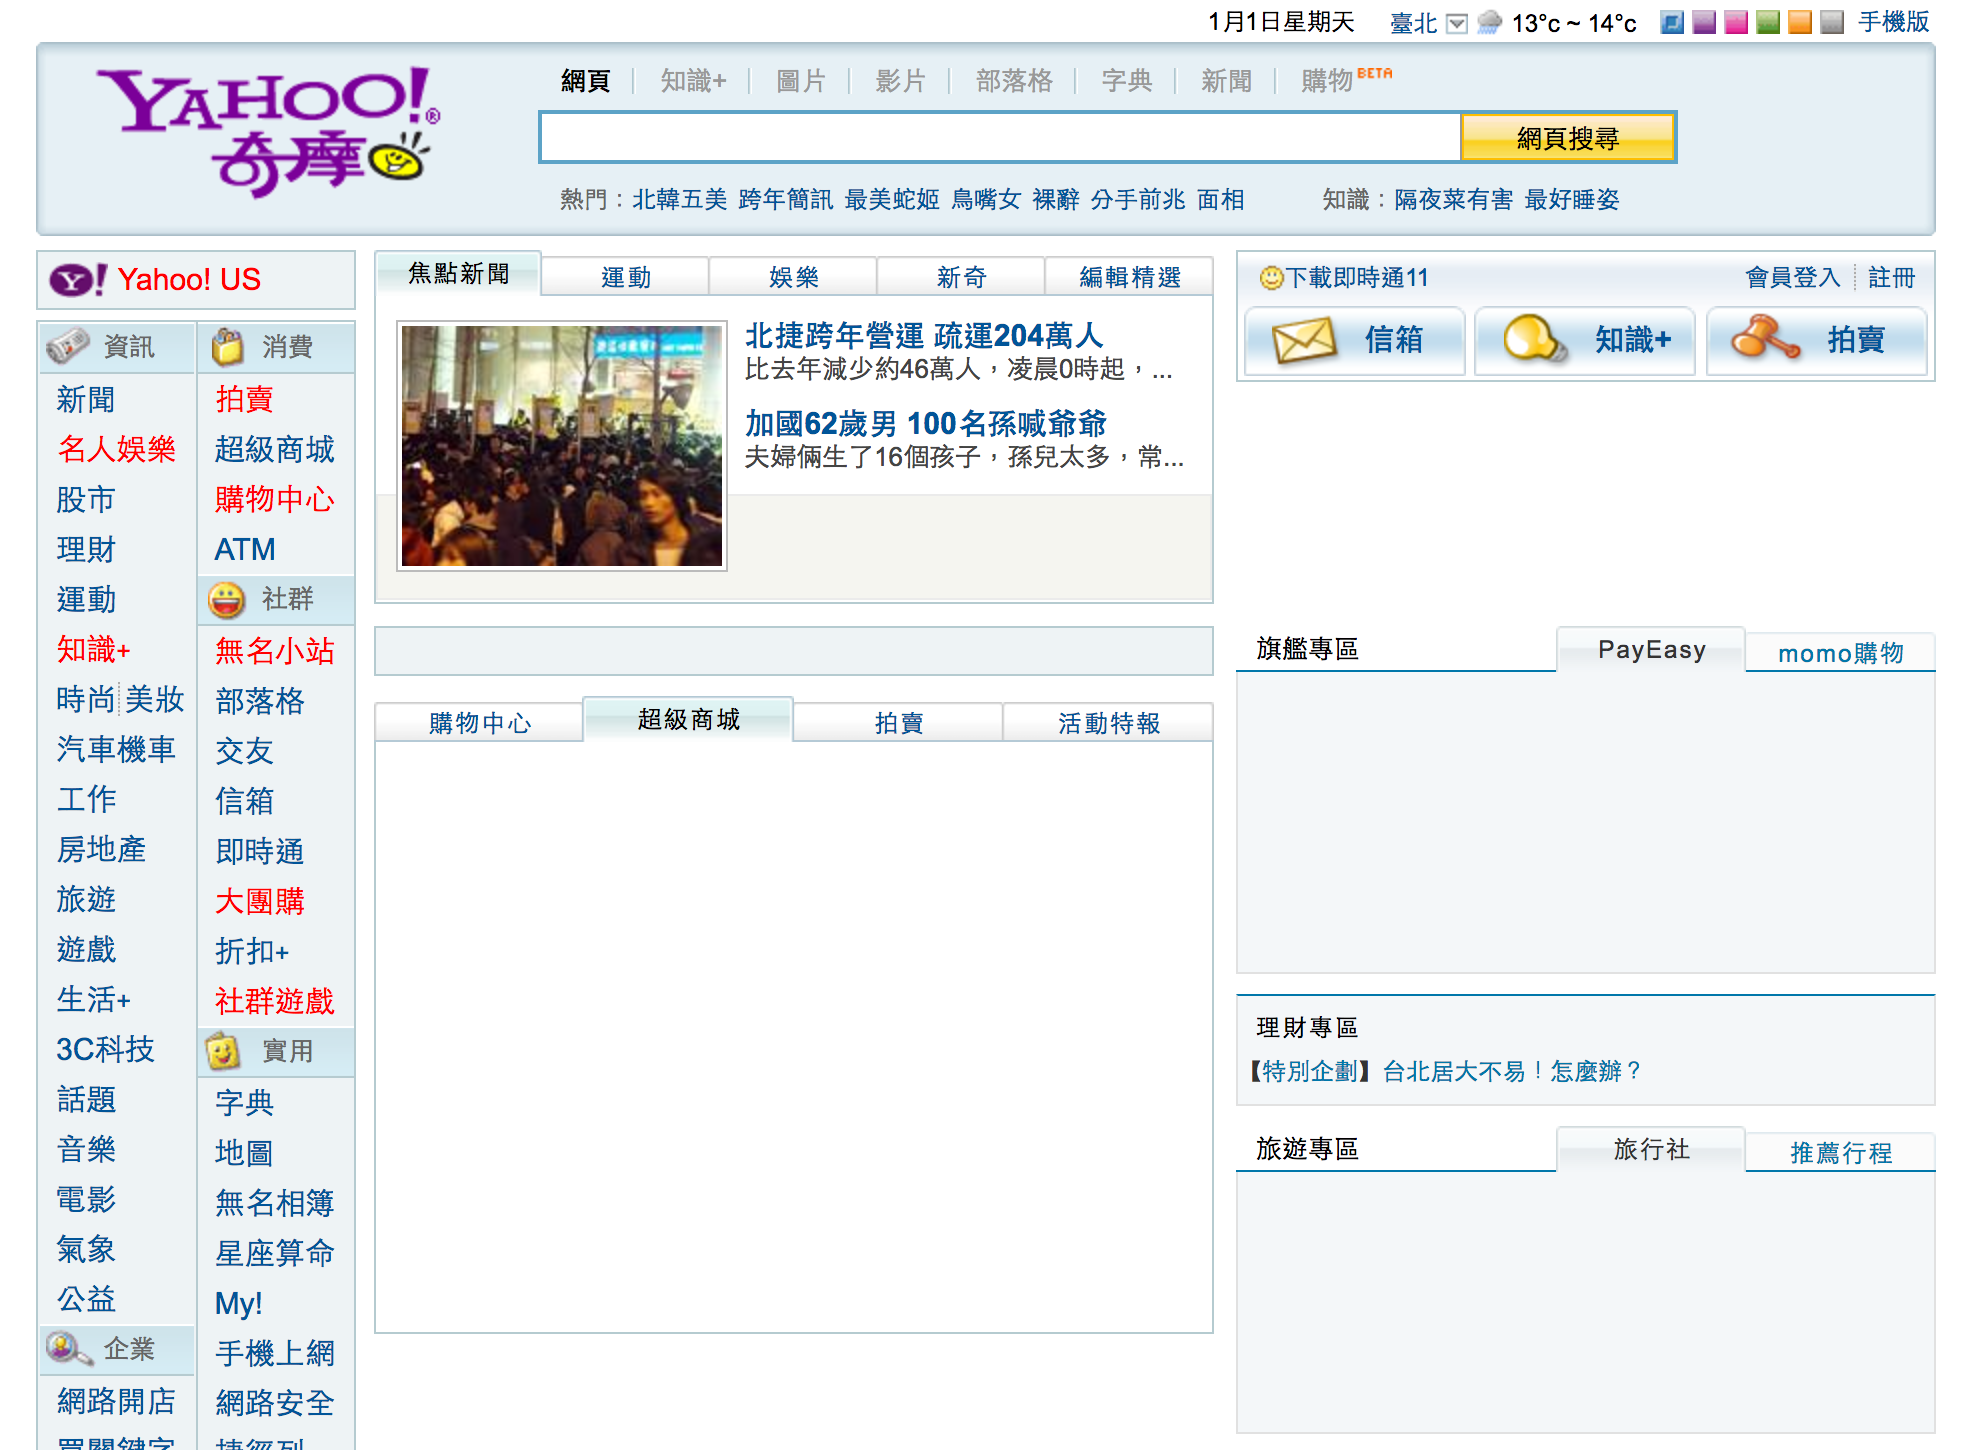 1月1日星期天 臺北 13°c ~ 14°c 手機版
YAHOO!®
奇摩
網頁 知識+ 圖片 影片 部落格 字典 新聞 購物 BETA
網頁搜尋
熱門：北韓五美 跨年簡訊 最美蛇姬 鳥嘴女 裸辭 分手前兆 面相 知識：隔夜菜有害 最好睡姿
Y! Yahoo! US
資訊
新聞
名人娛樂
股市
理財
運動
知識+
時尚 美妝
汽車機車
工作
房地產
旅遊
遊戲
生活+
3C科技
話題
音樂
電影
氣象
公益
企業
網路開店
買關鍵字
消費
拍賣
超級商城
購物中心
ATM
社群
無名小站
部落格
交友
信箱
即時通
大團購
折扣+
社群遊戲
實用
字典
地圖
無名相簿
星座算命
My!
手機上網
網路安全
捷徑列
焦點新聞 運動 娛樂 新奇 編輯精選
北捷跨年營運 疏運204萬人
比去年減少約46萬人，凌晨0時起，...
加國62歲男 100名孫喊爺爺
夫婦倆生了16個孩子，孫兒太多，常...
購物中心 超級商城 拍賣 活動特報
下載即時通11 會員登入 註冊
信箱 知識+ 拍賣
旗艦專區 PayEasy momo購物
理財專區
【特別企劃】台北居大不易！怎麼辦？
旅遊專區 旅行社 推薦行程